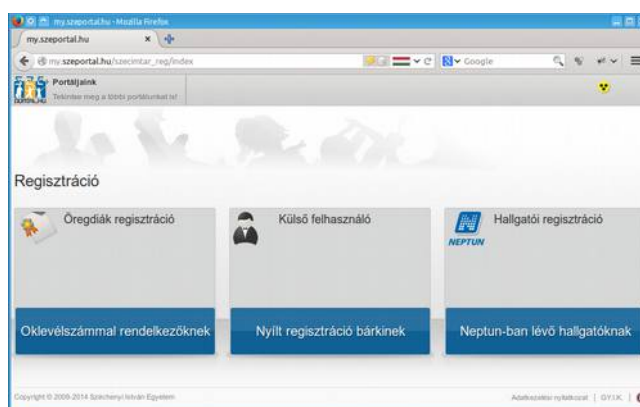 my.szeportal.hu - Mozilla Firefox
my.szeportal.hu
my.szeportal.hu/szecimtar_reg/index
Google
Portáljaink
Tekintse meg a többi portálunkat is!
Regisztráció
Öregdiák regisztráció
Külső felhasználó
Hallgatói regisztráció
NEPTUN
Oklevélszámmal rendelkezőknek
Nyílt regisztráció bárkinek
Neptun-ban lévő hallgatóknak
Copyright © 2009-2014 Széchenyi István Egyetem
Adatkezelési nyilatkozat | GY.I.K. |